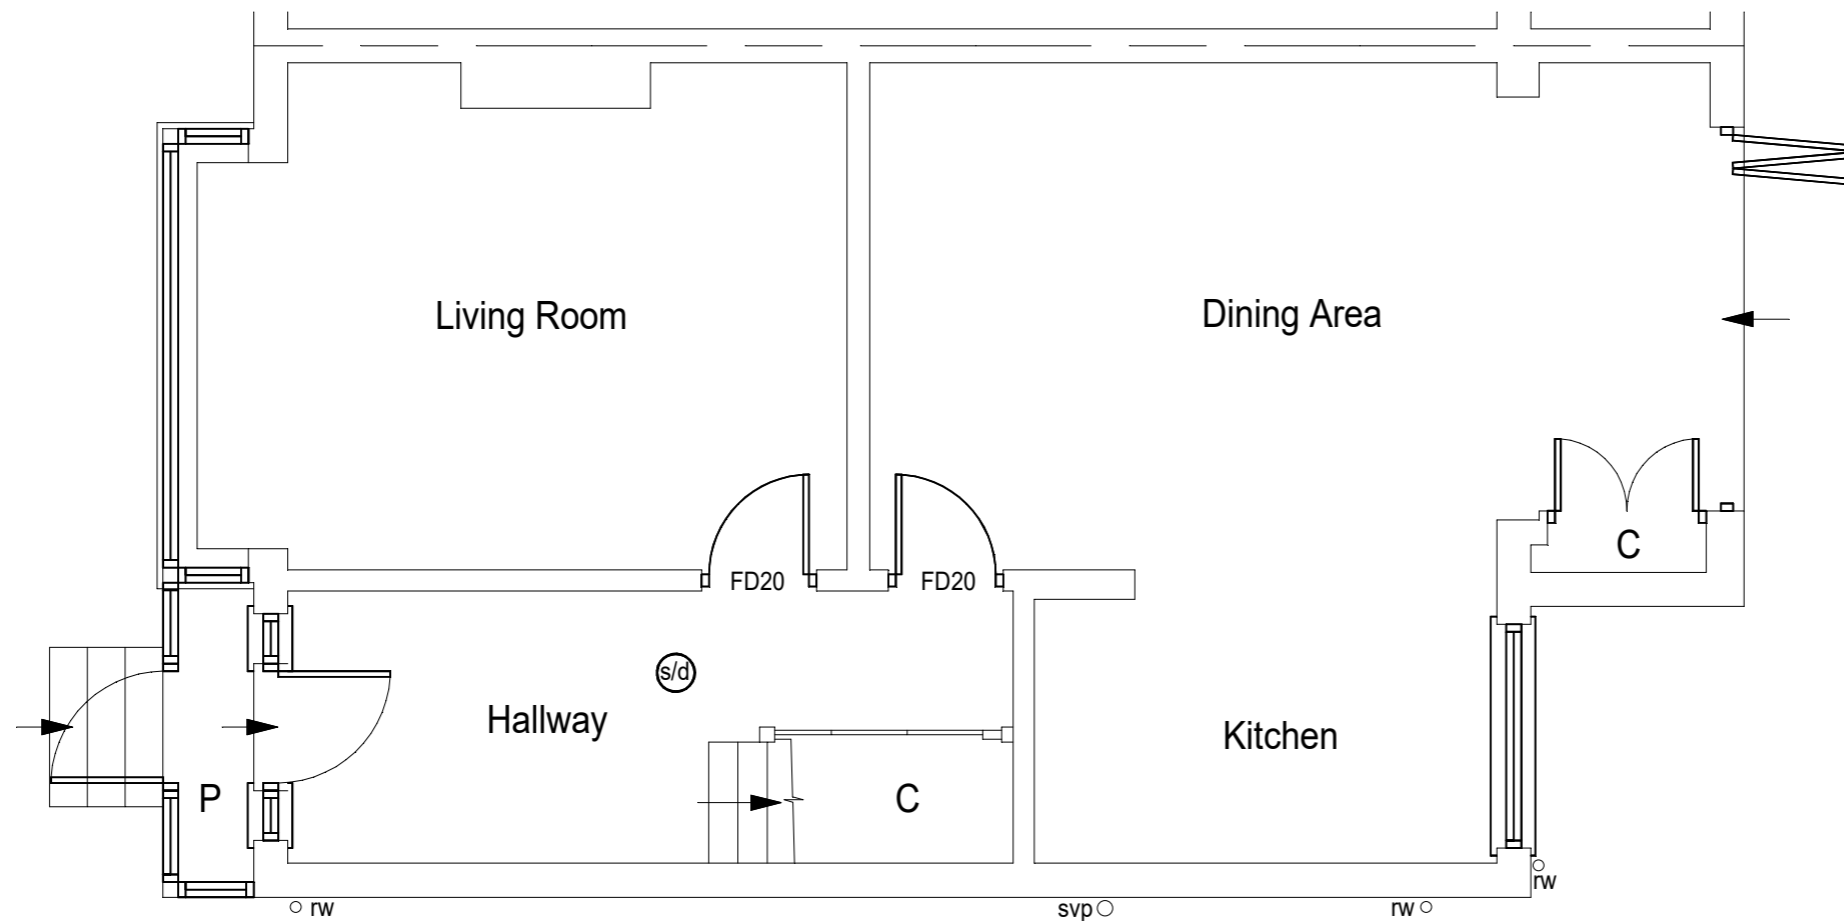 Living Room
Dining Area
C
FD20
FD20
s/d
Hallway
Kitchen
P
C
rw
rw
svp
rw